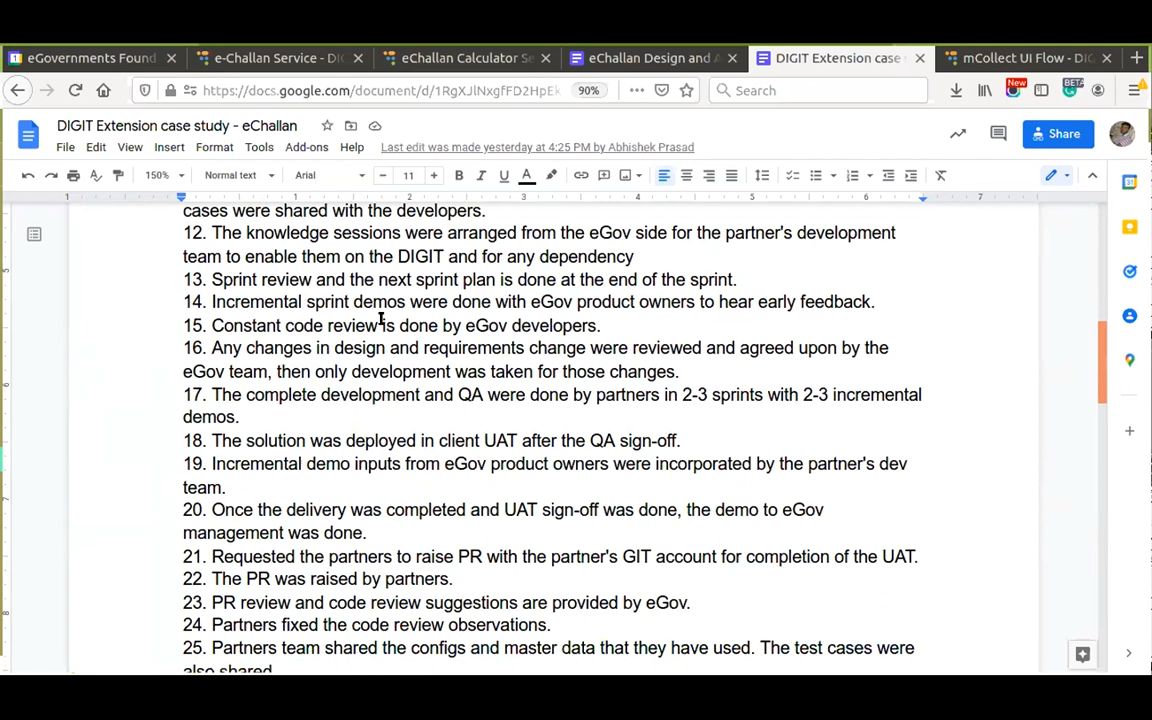 eGovernments Found
e-Challan Service - DI
eChallan Calculator Se
eChallan Design and
DIGIT Extension case
mCollect UI Flow - DIG
https://docs.google.com/document/d/1RgXJlNxgfFD2HpEk
90%
Search
New
BETA
DIGIT Extension case study - eChallan
Share
File Edit View Insert Format Tools Add-ons Help Last edit was made yesterday at 4:25 PM by Abhishek Prasad
150% Normal text Arial 11 B I U A
1 1 2 3 4 5 6 7
cases were shared with the developers.
12. The knowledge sessions were arranged from the eGov side for the partner's development
team to enable them on the DIGIT and for any dependency
13. Sprint review and the next sprint plan is done at the end of the sprint.
14. Incremental sprint demos were done with eGov product owners to hear early feedback.
15. Constant code review is done by eGov developers.
16. Any changes in design and requirements change were reviewed and agreed upon by the
eGov team, then only development was taken for those changes.
17. The complete development and QA were done by partners in 2-3 sprints with 2-3 incremental
demos.
18. The solution was deployed in client UAT after the QA sign-off.
19. Incremental demo inputs from eGov product owners were incorporated by the partner's dev
team.
20. Once the delivery was completed and UAT sign-off was done, the demo to eGov
management was done.
21. Requested the partners to raise PR with the partner's GIT account for completion of the UAT.
22. The PR was raised by partners.
23. PR review and code review suggestions are provided by eGov.
24. Partners fixed the code review observations.
25. Partners team shared the configs and master data that they have used. The test cases were
also shared.